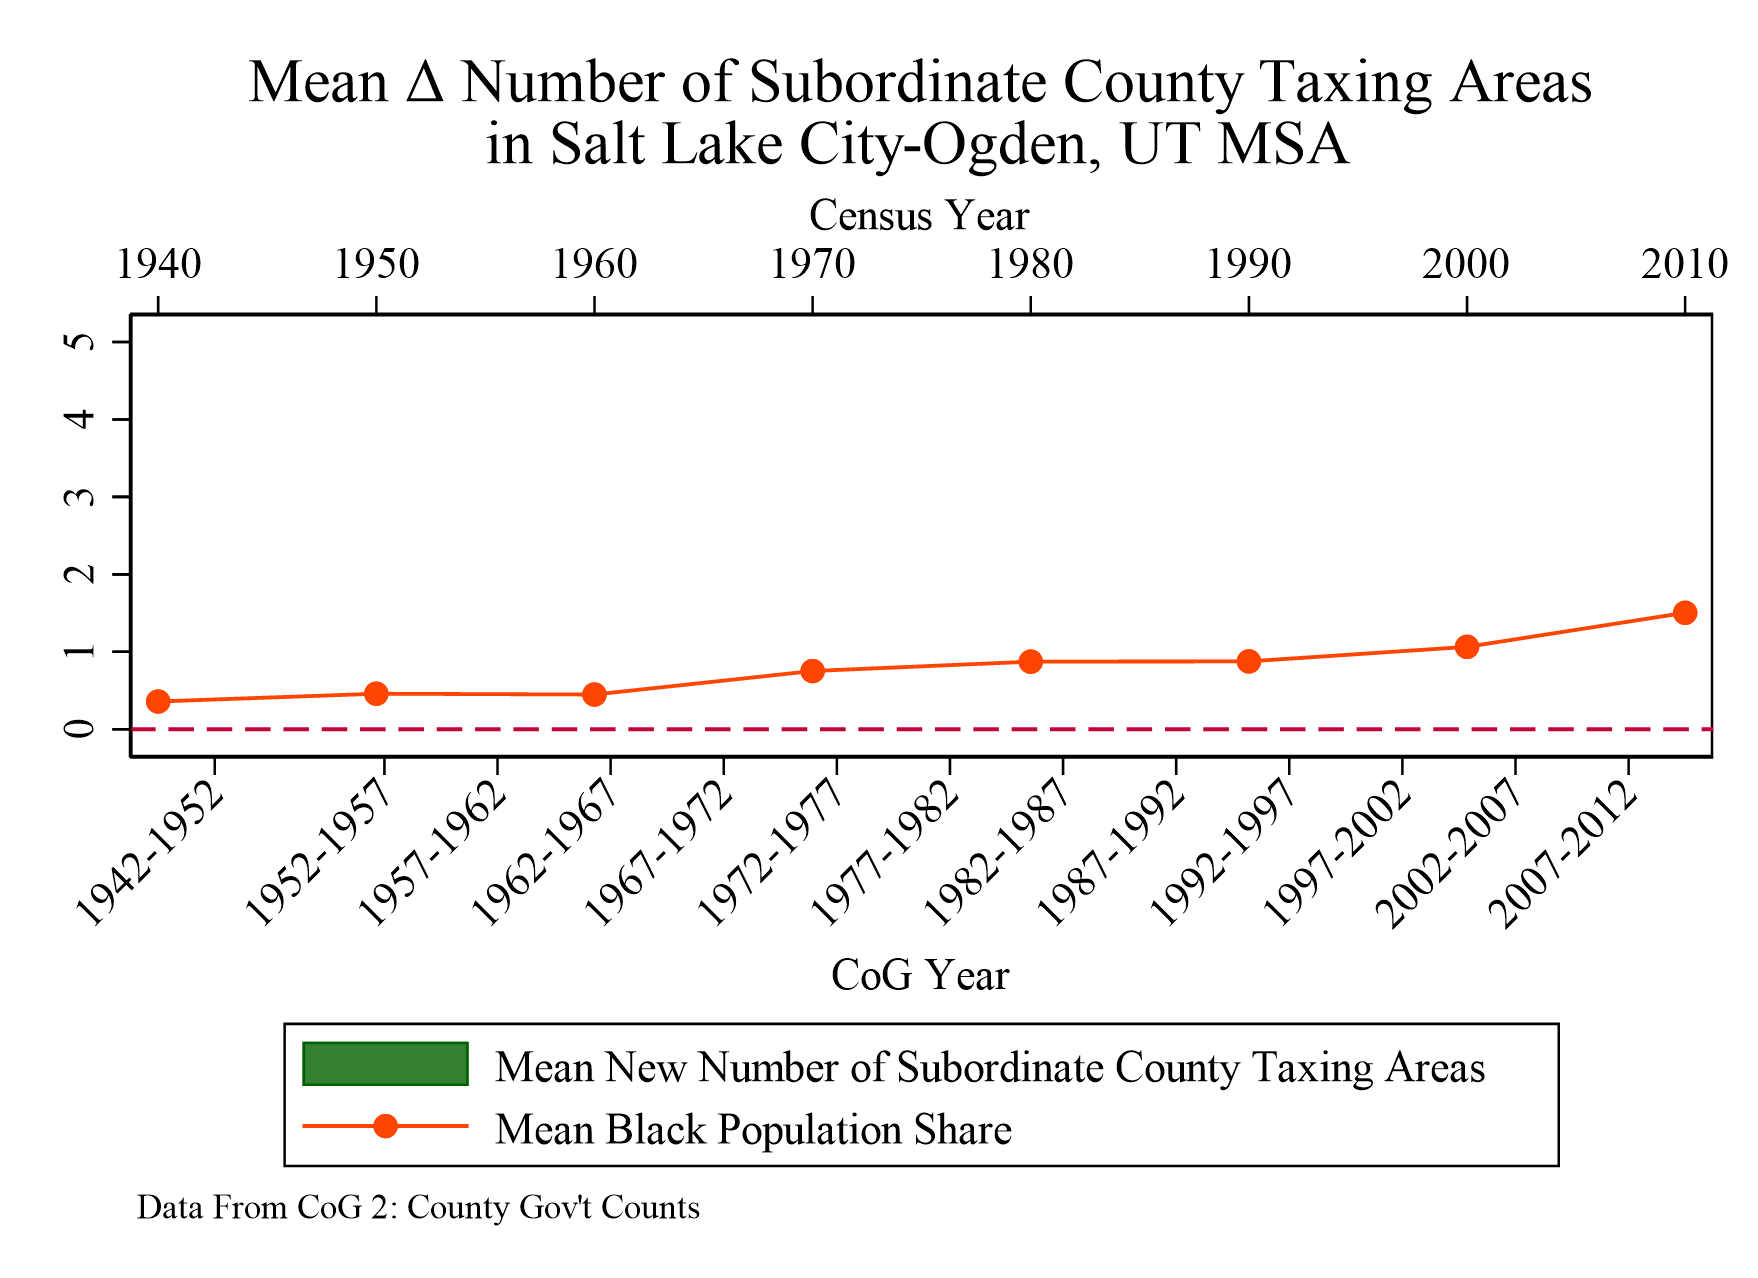 Mean Δ Number of Subordinate County Taxing Areas
in Salt Lake City-Ogden, UT MSA
Census Year
1940 1950 1960 1970 1980 1990 2000 2010
5
4
3
2
1
0
1942-1952 1952-1957 1957-1962 1962-1967 1967-1972 1972-1977 1977-1982 1982-1987 1987-1992 1992-1997 1997-2002 2002-2007 2007-2012
CoG Year
Mean New Number of Subordinate County Taxing Areas
Mean Black Population Share
Data From CoG 2: County Gov't Counts